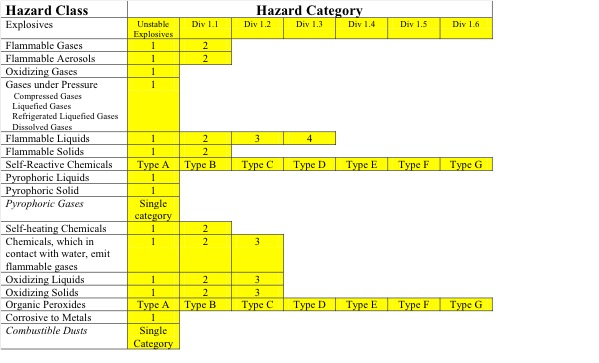 Hazard Class Hazard Category
Explosives Unstable Explosives Div 1.1 Div 1.2 Div 1.3 Div 1.4 Div 1.5 Div 1.6
Flammable Gases 1 2
Flammable Aerosols 1 2
Oxidizing Gases 1
Gases under Pressure 1
Compressed Gases
Liquefied Gases
Refrigerated Liquefied Gases
Dissolved Gases
Flammable Liquids 1 2 3 4
Flammable Solids 1 2
Self-Reactive Chemicals Type A Type B Type C Type D Type E Type F Type G
Pyrophoric Liquids 1
Pyrophoric Solid 1
Pyrophoric Gases Single
category
Self-heating Chemicals 1 2
Chemicals, which in 1 2 3
contact with water, emit
flammable gases
Oxidizing Liquids 1 2 3
Oxidizing Solids 1 2 3
Organic Peroxides Type A Type B Type C Type D Type E Type F Type G
Corrosive to Metals 1
Combustible Dusts Single
Category